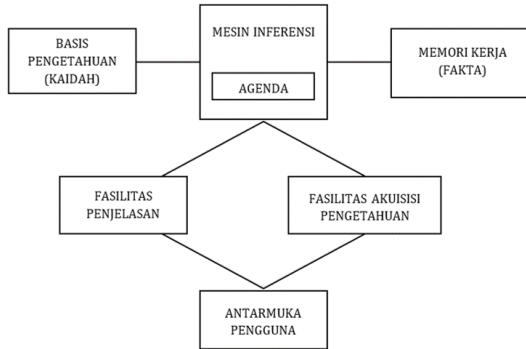 BASIS
PENGETAHUAN
(KAIDAH)
MESIN INFERENSI
AGENDA
MEMORI KERJA
(FAKTA)
FASILITAS
PENJELASAN
FASILITAS AKUISISI
PENGETAHUAN
ANTARMUKA
PENGGUNA